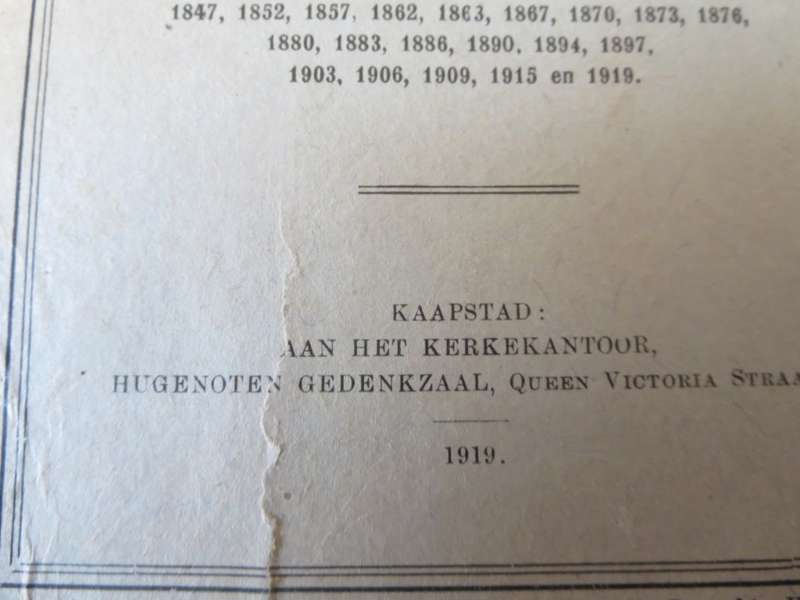 1847, 1852, 1857, 1862, 1863, 1867, 1870, 1873, 1876,
1880, 1883, 1886, 1890, 1894, 1897,
1903, 1906, 1909, 1915 en 1919.
KAAPSTAD:
AAN HET KERKEKANTOOR,
HUGENOTEN GEDENKZAAL, QUEEN VICTORIA STRAA
1919.